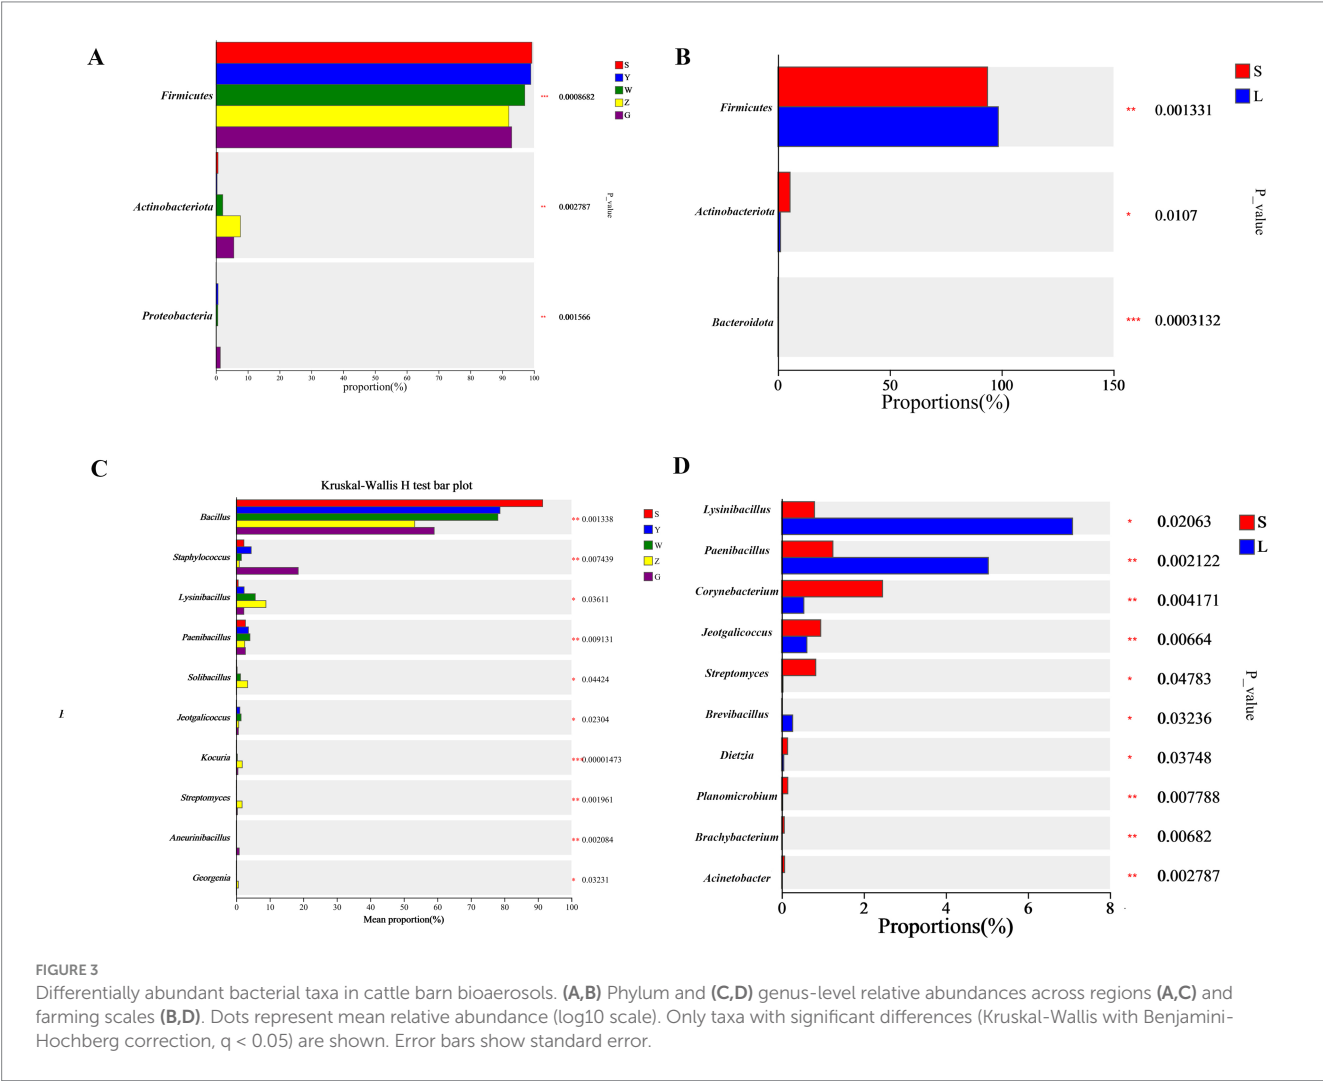 A
Firmicutes
*** 0.0008682
Actinobacteriota
** 0.002787
Proteobacteria
** 0.001566
0 10 20 30 40 50 60 70 80 90 100
proportion(%)
S
Y
W
Z
G
P_value
B
Firmicutes
** 0.001331
Actinobacteriota
* 0.0107
Bacteroidota
*** 0.0003132
0 50 100 150
Proportions(%)
S
L
P_value
C
Kruskal-Wallis H test bar plot
Bacillus
** 0.001338
Staphylococcus
** 0.007439
Lysinibacillus
* 0.03611
Paenibacillus
** 0.009131
Solibacillus
* 0.04424
Jeotgalicoccus
* 0.02304
Kocuria
*** 0.00001473
Streptomyces
** 0.001961
Aneurinibacillus
** 0.002084
Georgenia
* 0.03231
0 10 20 30 40 50 60 70 80 90 100
Mean proportion(%)
S
Y
W
Z
G
D
Lysinibacillus
* 0.02063
Paenibacillus
** 0.002122
Corynebacterium
** 0.004171
Jeotgalicoccus
** 0.00664
Streptomyces
* 0.04783
Brevibacillus
* 0.03236
Dietzia
* 0.03748
Planomicrobium
** 0.007788
Brachybacterium
** 0.00682
Acinetobacter
** 0.002787
0 2 4 6 8
Proportions(%)
S
L
P_value
FIGURE 3
Differentially abundant bacterial taxa in cattle barn bioaerosols. (A,B) Phylum and (C,D) genus-level relative abundances across regions (A,C) and
farming scales (B,D). Dots represent mean relative abundance (log10 scale). Only taxa with significant differences (Kruskal-Wallis with Benjamini-
Hochberg correction, q < 0.05) are shown. Error bars show standard error.